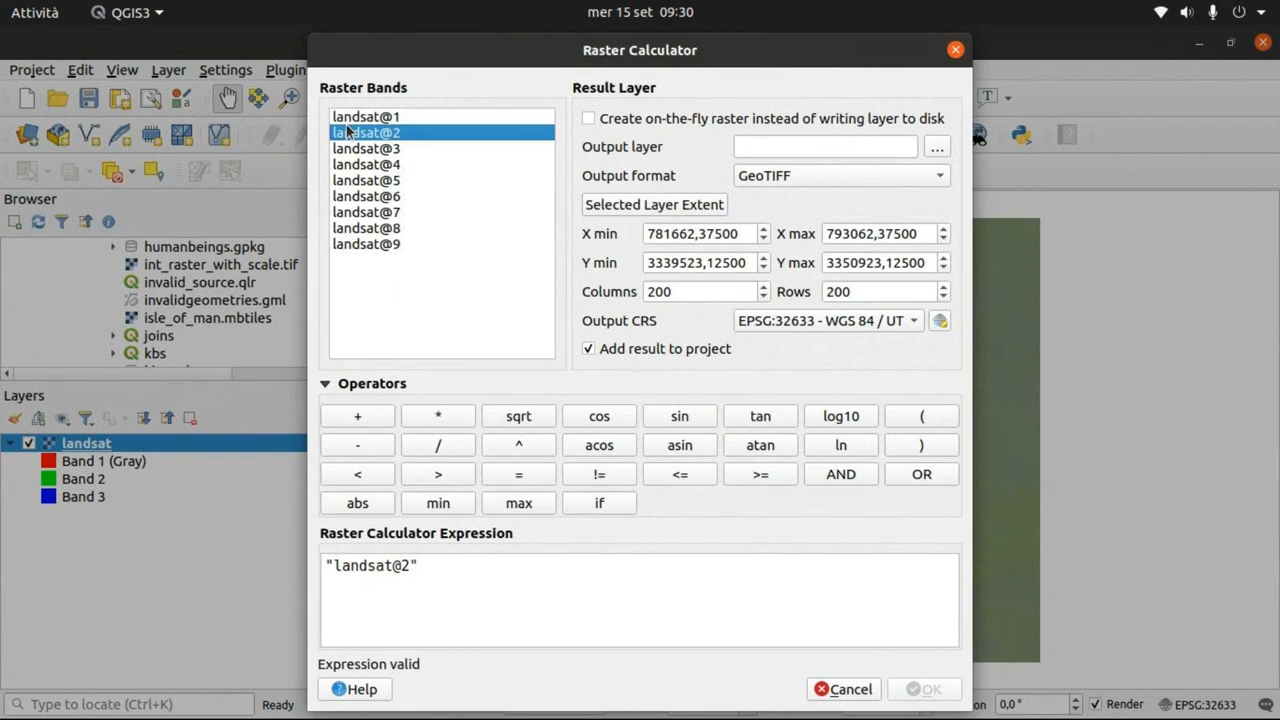 Attività
QGIS3
mer 15 set 09:30
Raster Calculator
Project Edit View Layer Settings Plugin
Raster Bands
landsat@1
landsat@2
landsat@3
landsat@4
landsat@5
landsat@6
landsat@7
landsat@8
landsat@9
Result Layer
Create on-the-fly raster instead of writing layer to disk
Output layer
...
Output format GeoTIFF
Selected Layer Extent
X min 781662,37500 X max 793062,37500
Y min 3339523,12500 Y max 3350923,12500
Columns 200 Rows 200
Output CRS EPSG:32633 - WGS 84 / UT
Add result to project
Browser
humanbeings.gpkg
int_raster_with_scale.tif
invalid_source.qlr
invalidgeometries.gml
isle_of_man.mbtiles
joins
kbs
Layers
landsat
Band 1 (Gray)
Band 2
Band 3
Operators
+ * sqrt cos sin tan log10 (
- / ^ acos asin atan ln )
< > = != <= >= AND OR
abs min max if
Raster Calculator Expression
"landsat@2"
Expression valid
Help
Cancel
OK
Type to locate (Ctrl+K)
Ready
on 0,0° Render EPSG:32633